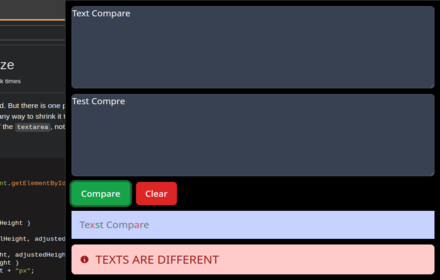 Text Compare
ze
k times
d. But there is one p
any way to shrink it t
f the textarea, not
Test Compre
nt.getElementById
Height )
lHeight, adjusted
ht, adjustedHeigh
ght )
t + "px";
Compare
Clear
Texst Compare
TEXTS ARE DIFFERENT